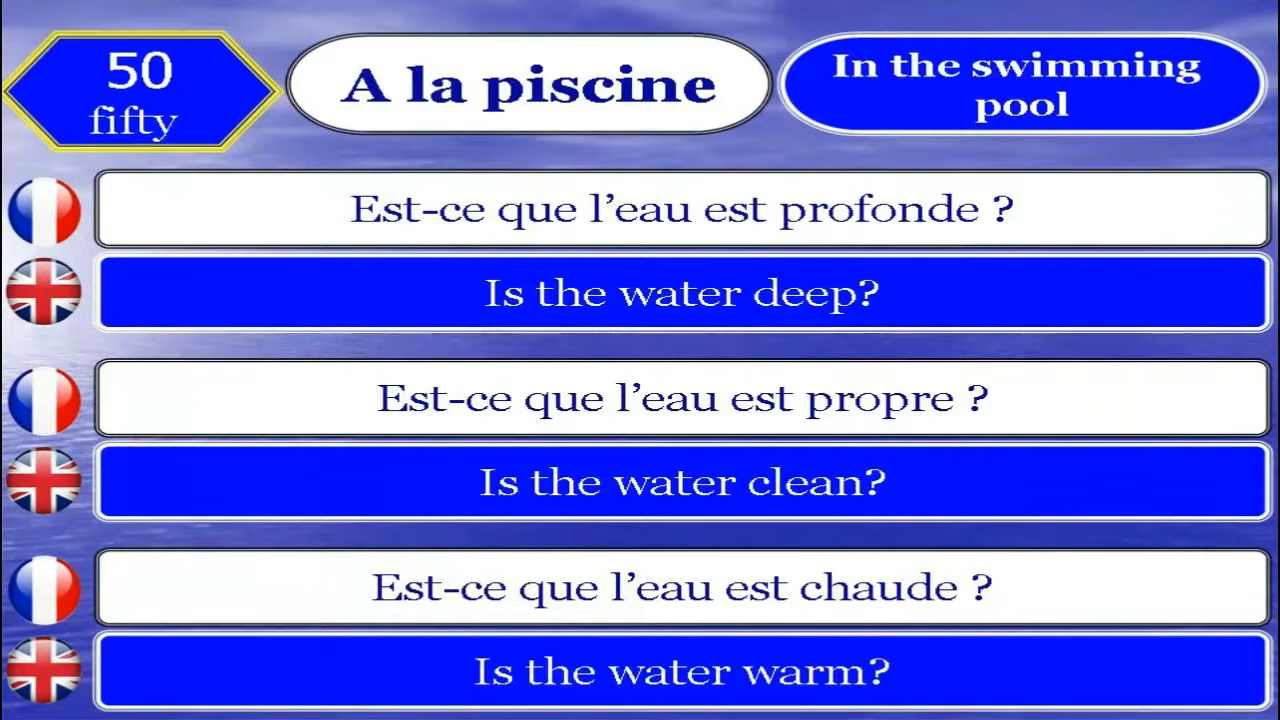 50
fifty
A la piscine
In the swimming
pool
Est-ce que l’eau est profonde ?
Is the water deep?
Est-ce que l’eau est propre ?
Is the water clean?
Est-ce que l’eau est chaude ?
Is the water warm?